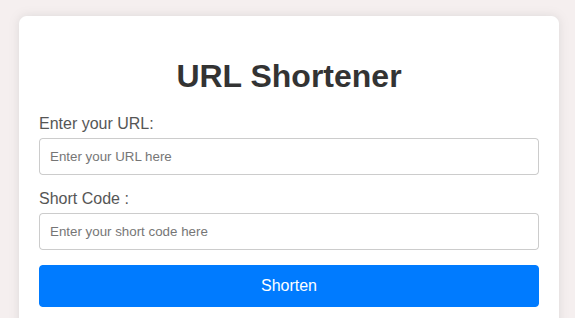 URL Shortener
Enter your URL:
Enter your URL here
Short Code :
Enter your short code here
Shorten